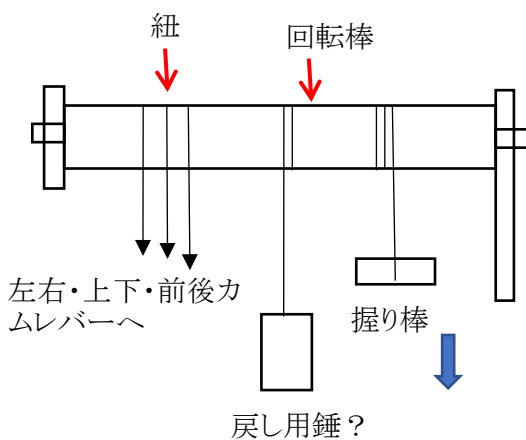 紐
回転棒
左右・上下・前後カ
ムレバーへ
握り棒
戻し用錘？